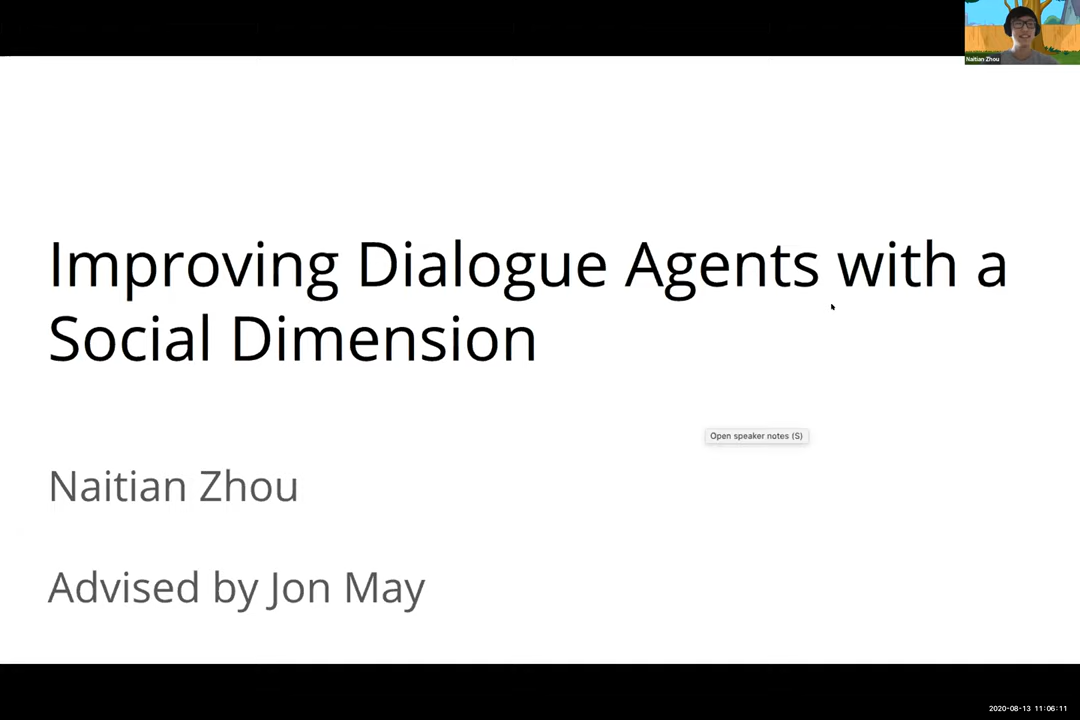 Naitian Zhou
Improving Dialogue Agents with a
Social Dimension
Open speaker notes (S)
Naitian Zhou
Advised by Jon May
2020-08-13 11:06:11